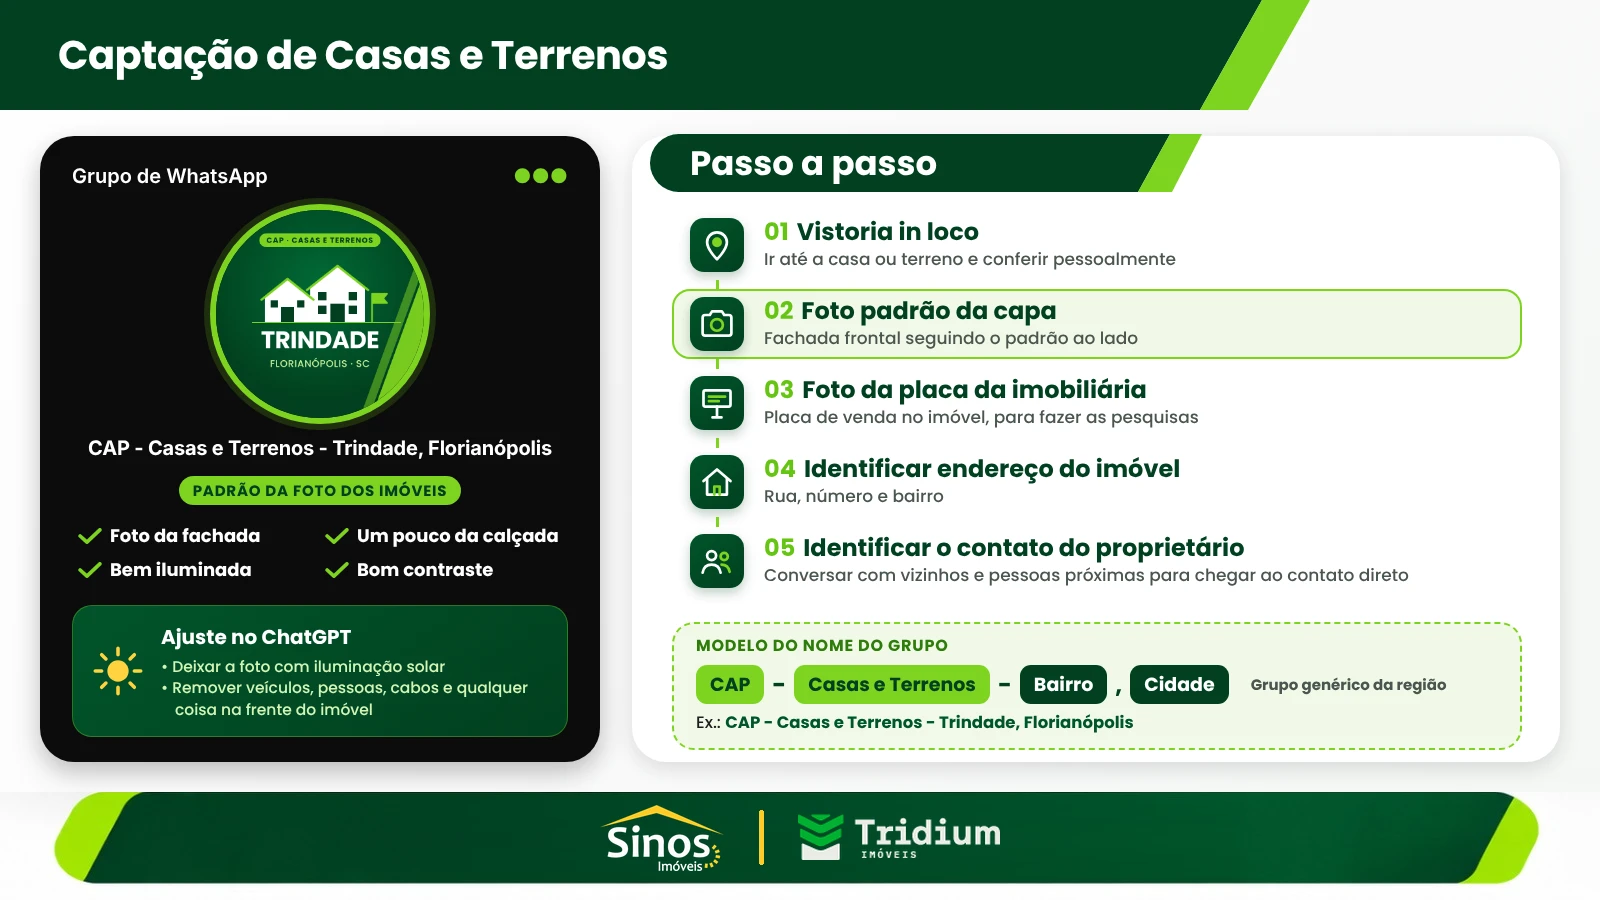 Captação de Casas e Terrenos
Grupo de WhatsApp
CAP · CASAS E TERRENOS
TRINDADE
FLORIANÓPOLIS · SC
CAP - Casas e Terrenos - Trindade, Florianópolis
PADRÃO DA FOTO DOS IMÓVEIS
Foto da fachada
Um pouco da calçada
Bem iluminada
Bom contraste
Ajuste no ChatGPT
• Deixar a foto com iluminação solar
• Remover veículos, pessoas, cabos e qualquer
coisa na frente do imóvel
Passo a passo
01 Vistoria in loco
Ir até a casa ou terreno e conferir pessoalmente
02 Foto padrão da capa
Fachada frontal seguindo o padrão ao lado
03 Foto da placa da imobiliária
Placa de venda no imóvel, para fazer as pesquisas
04 Identificar endereço do imóvel
Rua, número e bairro
05 Identificar o contato do proprietário
Conversar com vizinhos e pessoas próximas para chegar ao contato direto
MODELO DO NOME DO GRUPO
CAP – Casas e Terrenos – Bairro , Cidade Grupo genérico da região
Ex.: CAP - Casas e Terrenos - Trindade, Florianópolis
Sinos
Imóveis
Tridium
IMÓVEIS